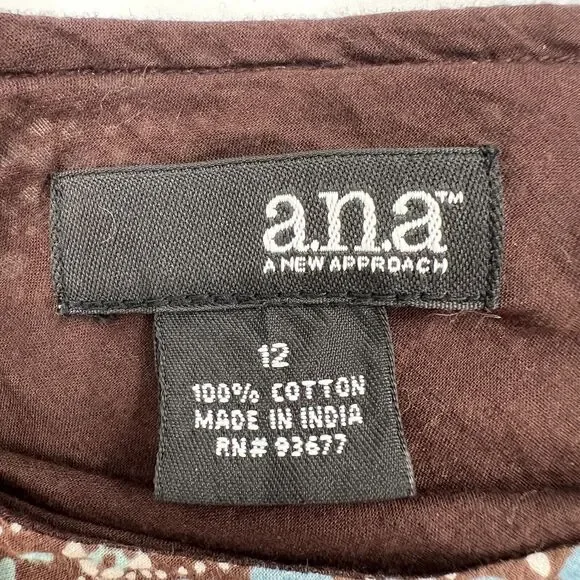 a.n.a™
A NEW APPROACH
12
100% COTTON
MADE IN INDIA
RN# 93677